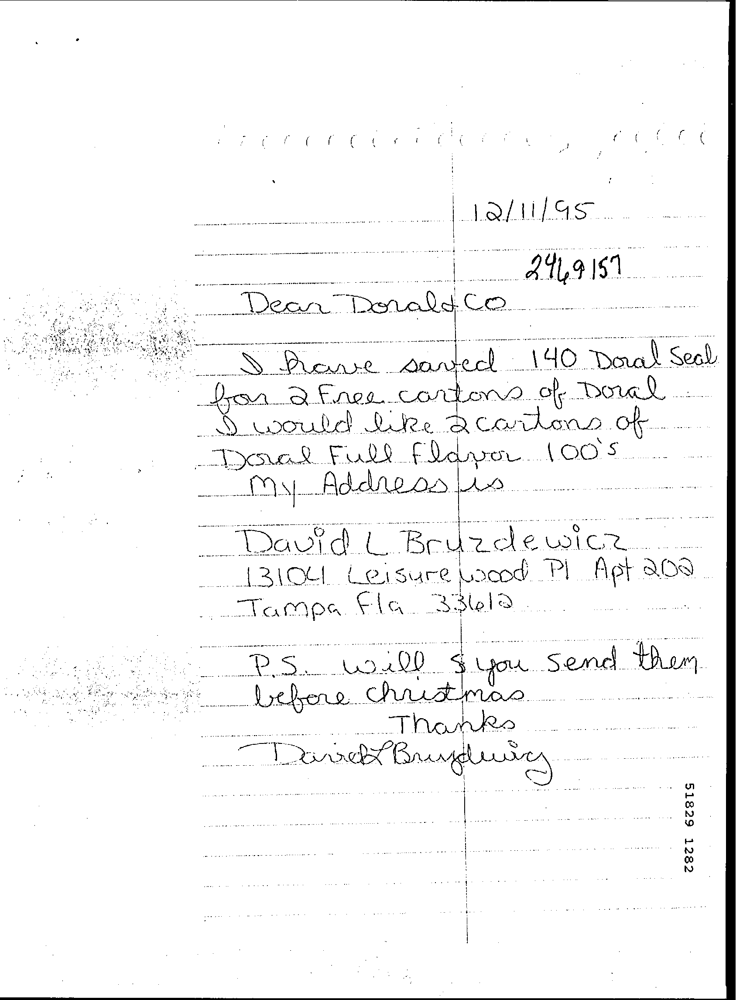 12/11/95
2469157
Dear Doral & Co
I have saved 140 Doral Seal
for 2 Free cartons of Doral
I would like 2 cartons of
Doral Full Flavor 100's
My Address is
David L Bruzdewicz
13104 Leisurewood Pl Apt 202
Tampa Fla 33612
P.S. will you send them
before christmas
Thanks
David L Bruzdewicz
51829 1282